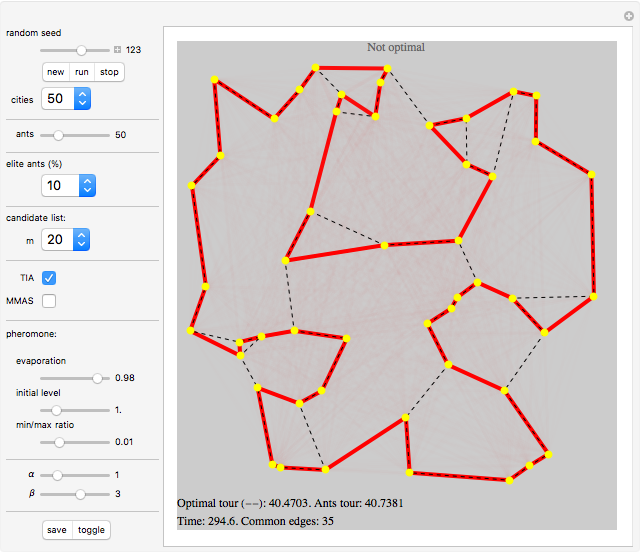 random seed
123
new run stop
cities 50
ants 50
elite ants (%)
10
candidate list:
m 20
TIA
MMAS
pheromone:
evaporation
0.98
initial level
1.
min/max ratio
0.01
α 1
β 3
save toggle
Not optimal
Optimal tour (−−): 40.4703. Ants tour: 40.7381
Time: 294.6. Common edges: 35